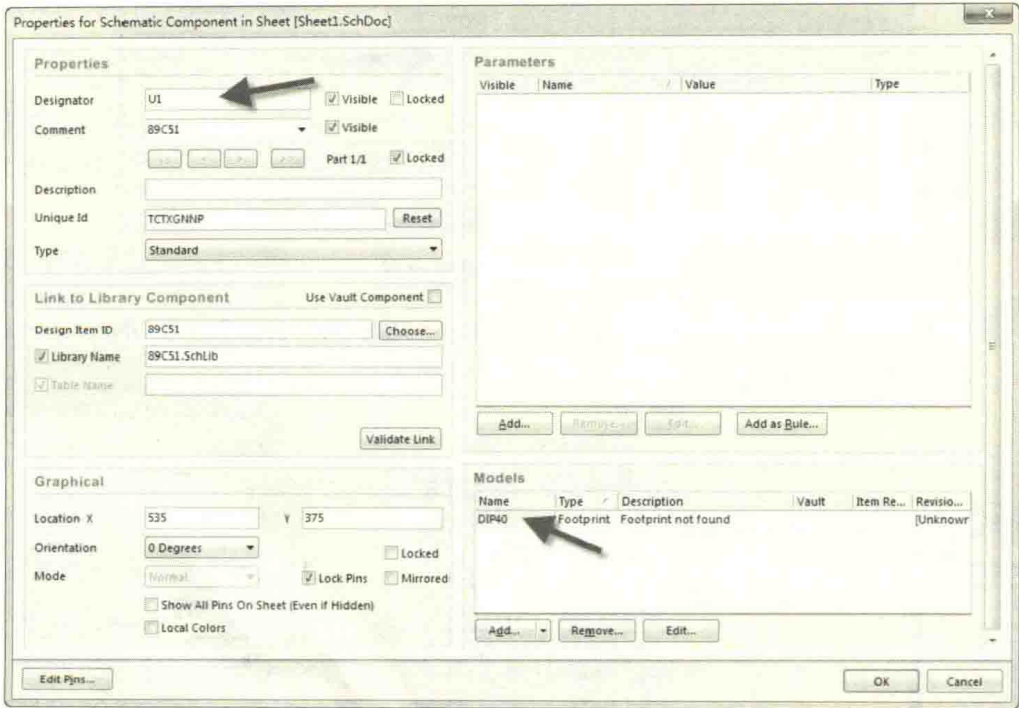 Properties for Schematic Component in Sheet [Sheet1.SchDoc]
Properties
Designator U1 Visible Locked
Comment 89C51 Visible
<< < > >> Part 1/1 Locked
Description
Unique Id TCTXGNNP Reset
Type Standard
Link to Library Component Use Vault Component
Design Item ID 89C51 Choose...
Library Name 89C51.SchLib
Table Name
Validate Link
Graphical
Location X 535 Y 375
Orientation 0 Degrees Locked
Mode Normal Lock Pins Mirrored
Show All Pins On Sheet (Even if Hidden)
Local Colors
Parameters
Visible Name Value Type
Add... Remove... Edit... Add as Rule...
Models
Name Type Description Vault Item Re... Revisio...
DIP40 Footprint Footprint not found [Unknowr
Add... Remove... Edit...
Edit Pins... OK Cancel